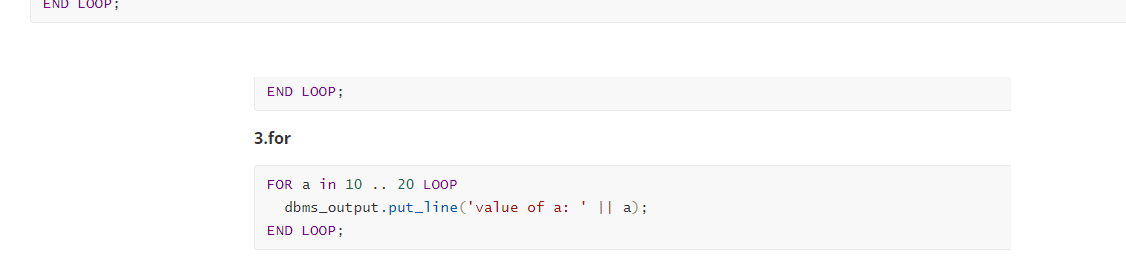 END LOOP;
END LOOP;
3.for
FOR a in 10 .. 20 LOOP
dbms_output.put_line('value of a: ' || a);
END LOOP;